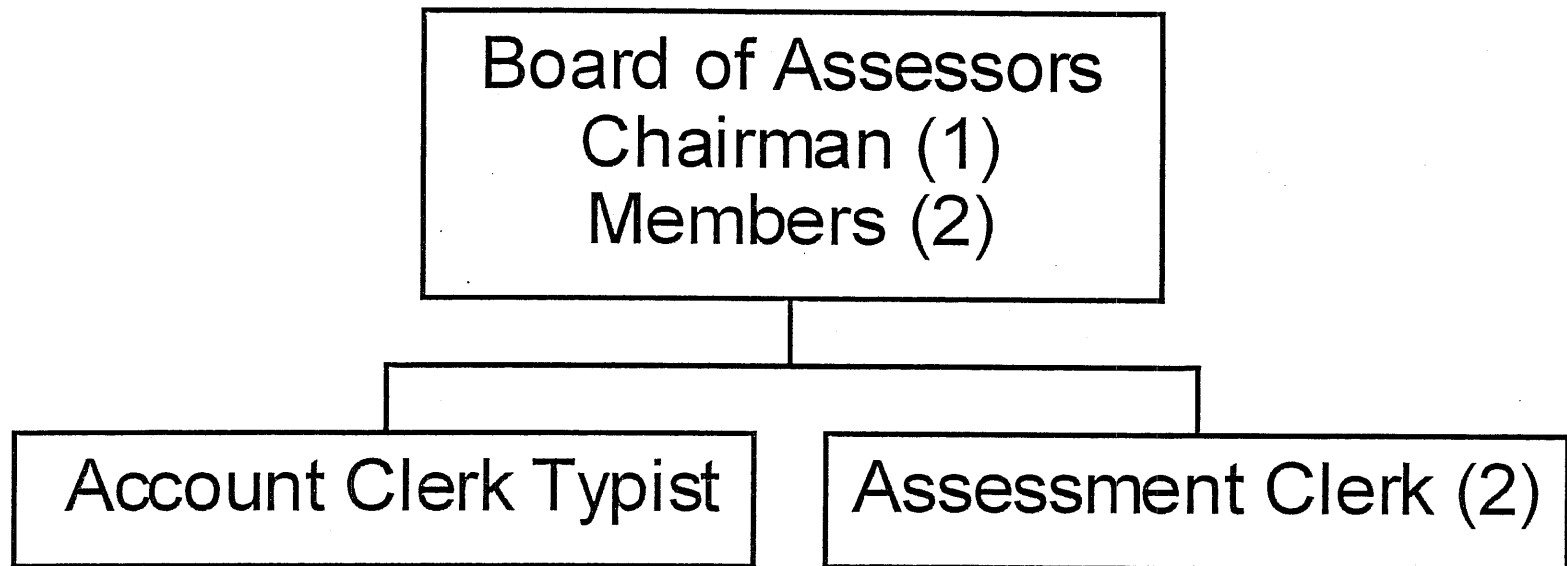 Board of Assessors
Chairman (1)
Members (2)
Account Clerk Typist
Assessment Clerk (2)